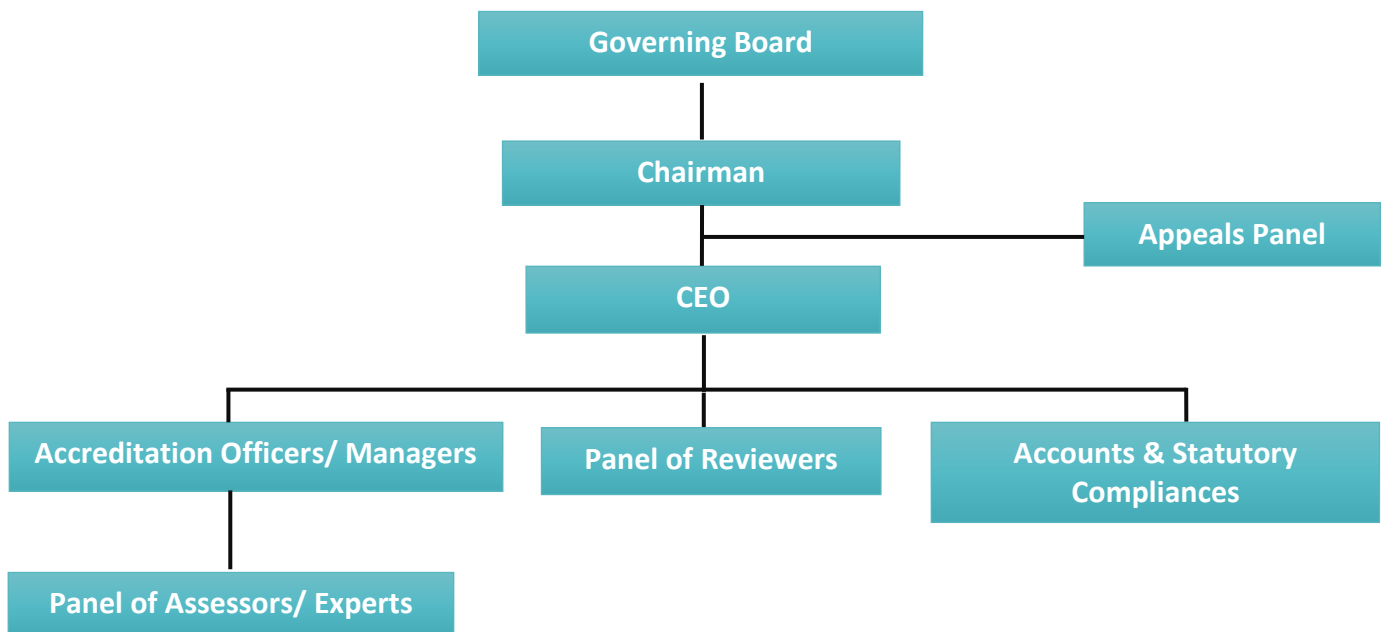 Governing Board
Chairman
Appeals Panel
CEO
Accreditation Officers/ Managers
Panel of Reviewers
Accounts & Statutory
Compliances
Panel of Assessors/ Experts